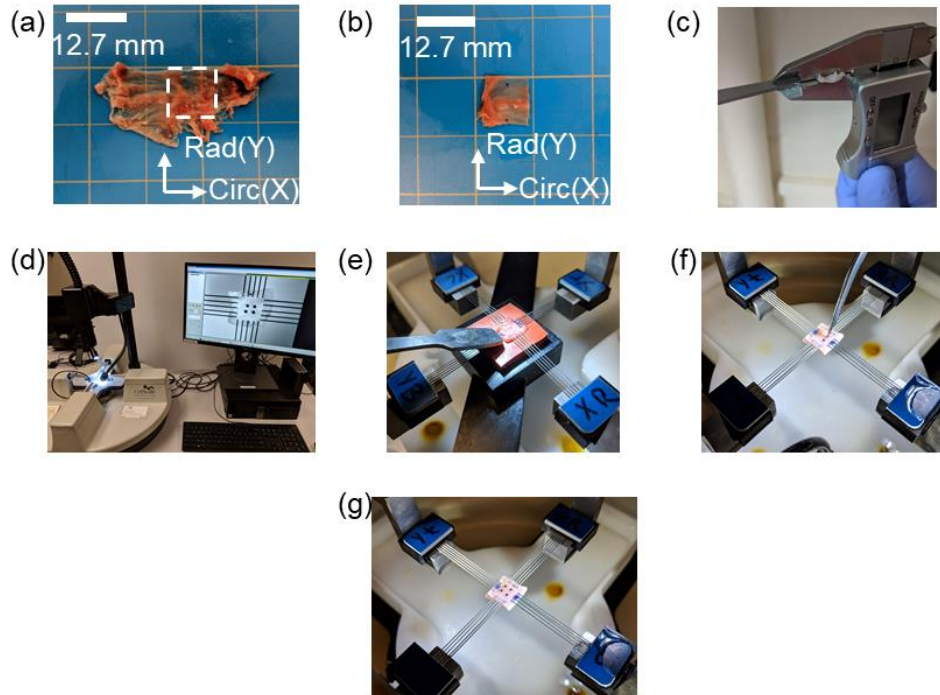 (a)
12.7 mm
Rad(Y)
Circ(X)
(b)
12.7 mm
Rad(Y)
Circ(X)
(c)
(d)
(e)
X R
(f)
(g)